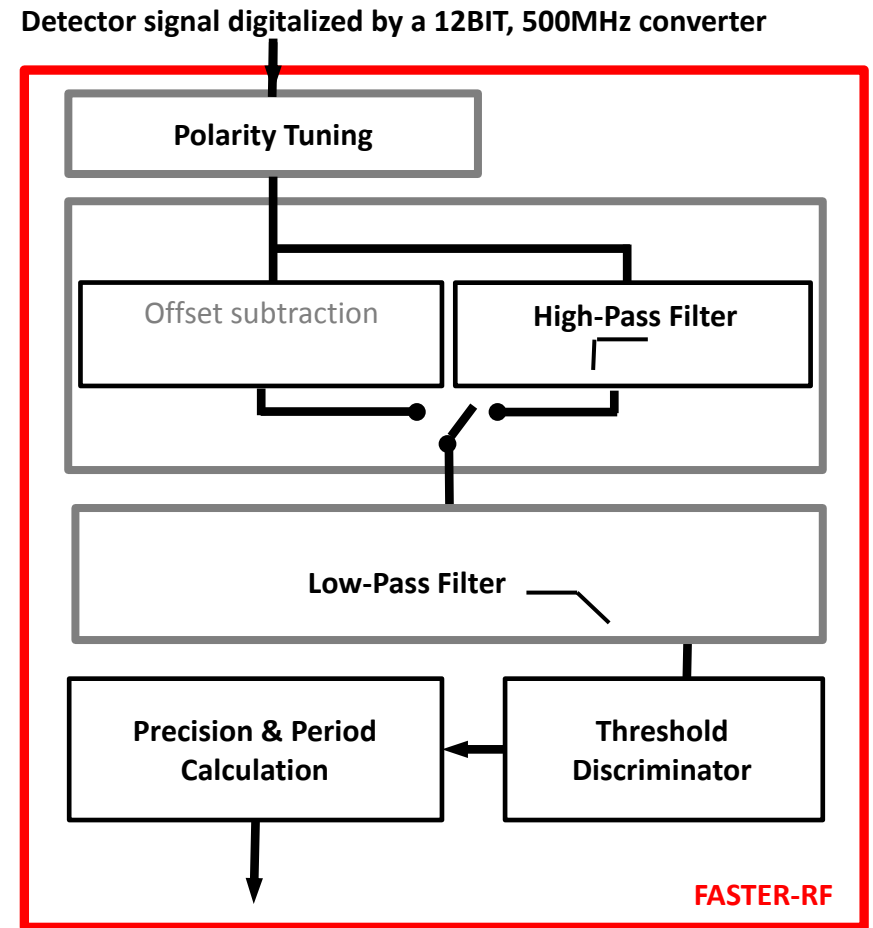 Detector signal digitalized by a 12BIT, 500MHz converter
Polarity Tuning
Offset subtraction
High-Pass Filter
Low-Pass Filter
Precision & Period
Calculation
Threshold
Discriminator
FASTER-RF